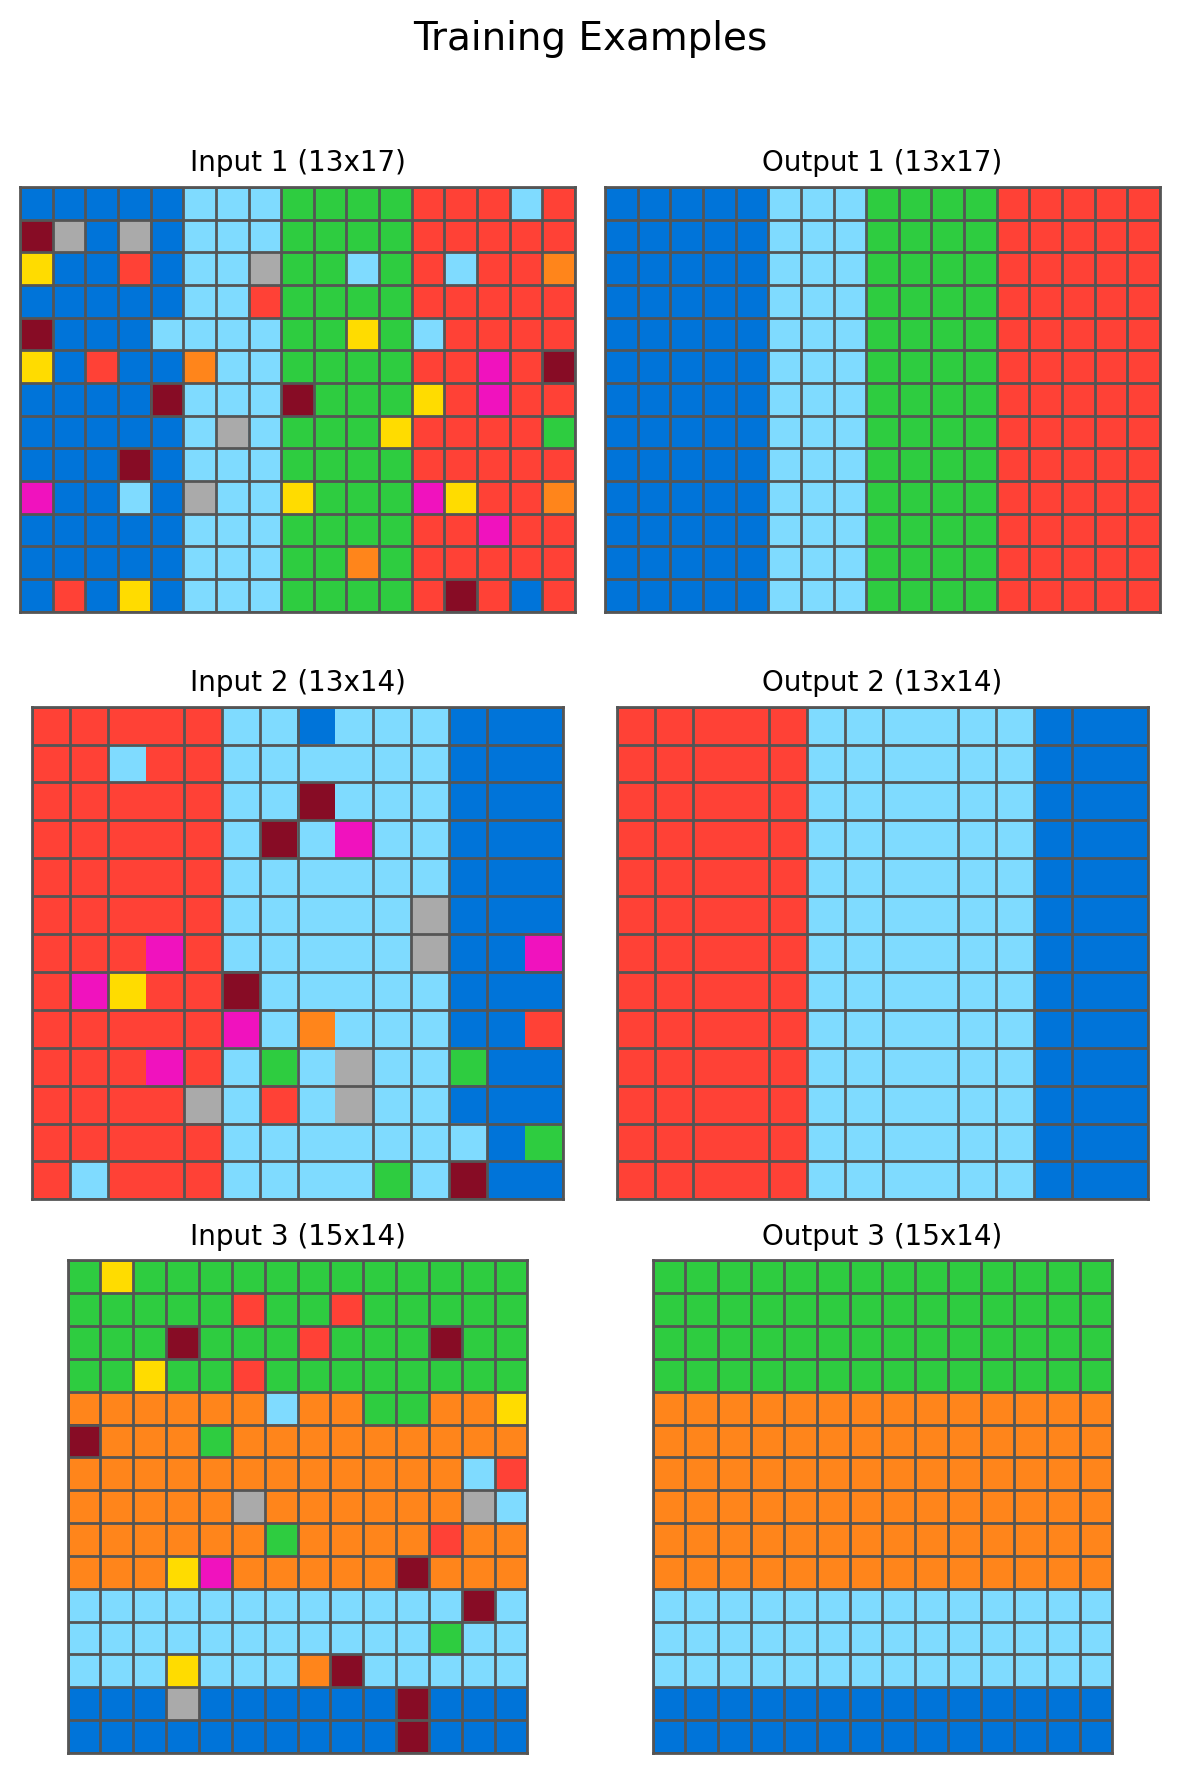 Training Examples
Input 1 (13x17)
Output 1 (13x17)
Input 2 (13x14)
Output 2 (13x14)
Input 3 (15x14)
Output 3 (15x14)